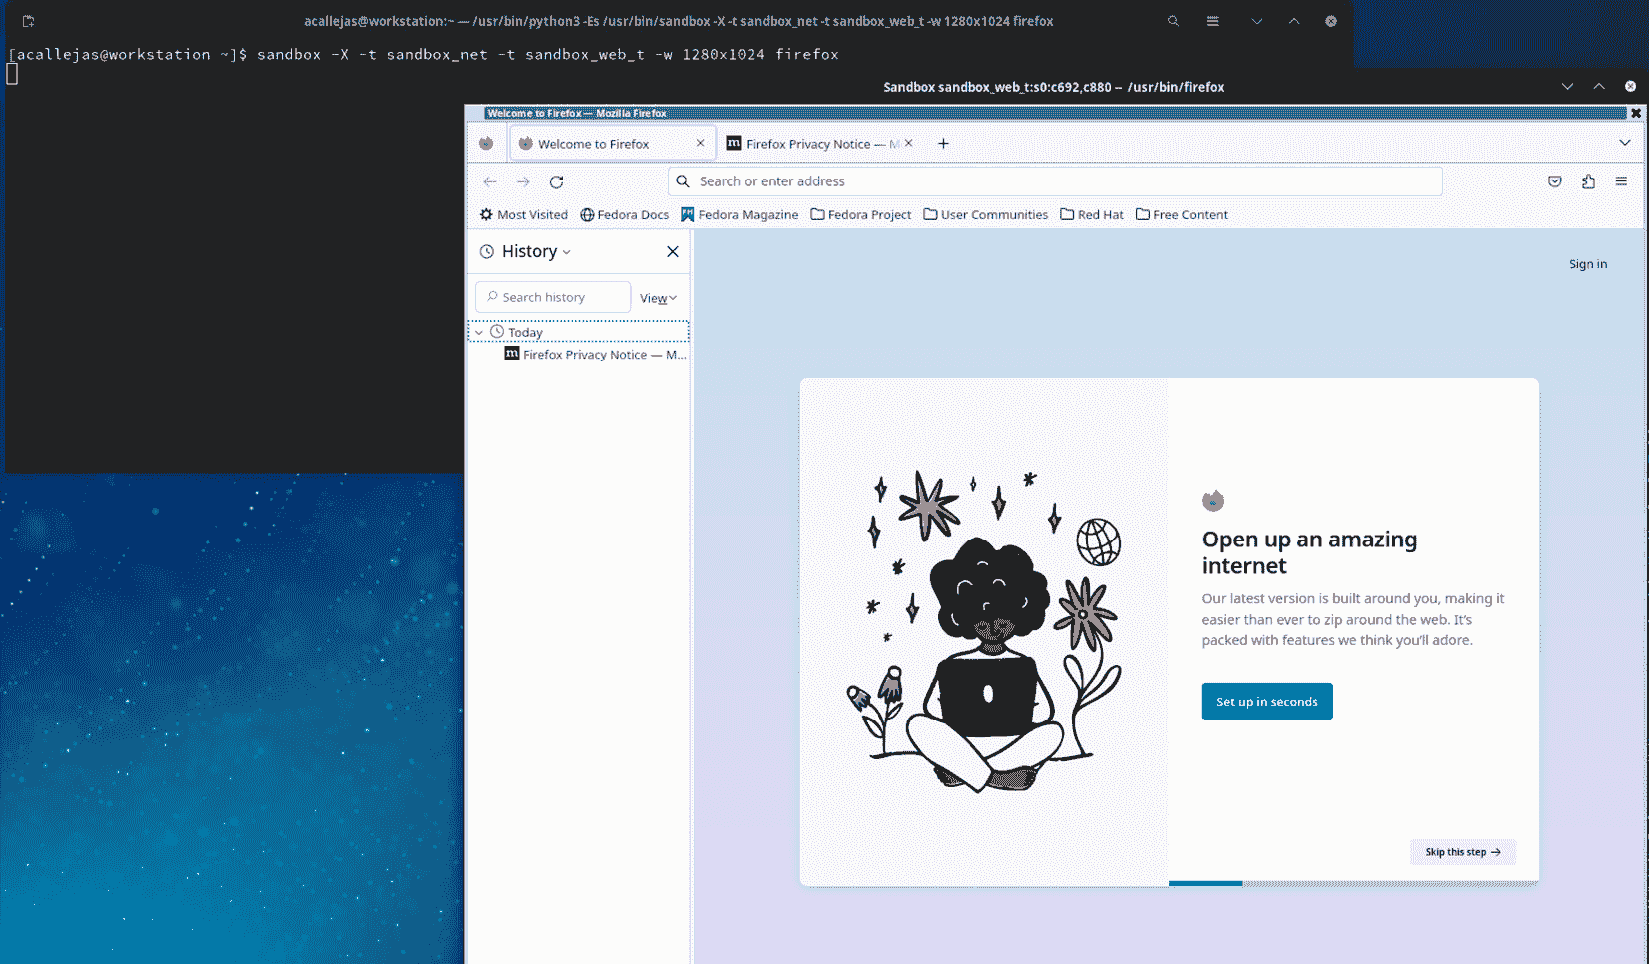 acallejas@workstation:~ — /usr/bin/python3 -Es /usr/bin/sandbox -X -t sandbox_net -t sandbox_web_t -w 1280x1024 firefox
[acallejas@workstation ~]$ sandbox -X -t sandbox_net -t sandbox_web_t -w 1280x1024 firefox
Sandbox sandbox_web_t:s0:c692,c880 -- /usr/bin/firefox
Welcome to Firefox — Mozilla Firefox
Welcome to Firefox
Firefox Privacy Notice — M
Search or enter address
Most Visited
Fedora Docs
Fedora Magazine
Fedora Project
User Communities
Red Hat
Free Content
History
Sign in
Search history
View
Today
Firefox Privacy Notice — M...
Open up an amazing
internet
Our latest version is built around you, making it
easier than ever to zip around the web. It's
packed with features we think you'll adore.
Set up in seconds
Skip this step →